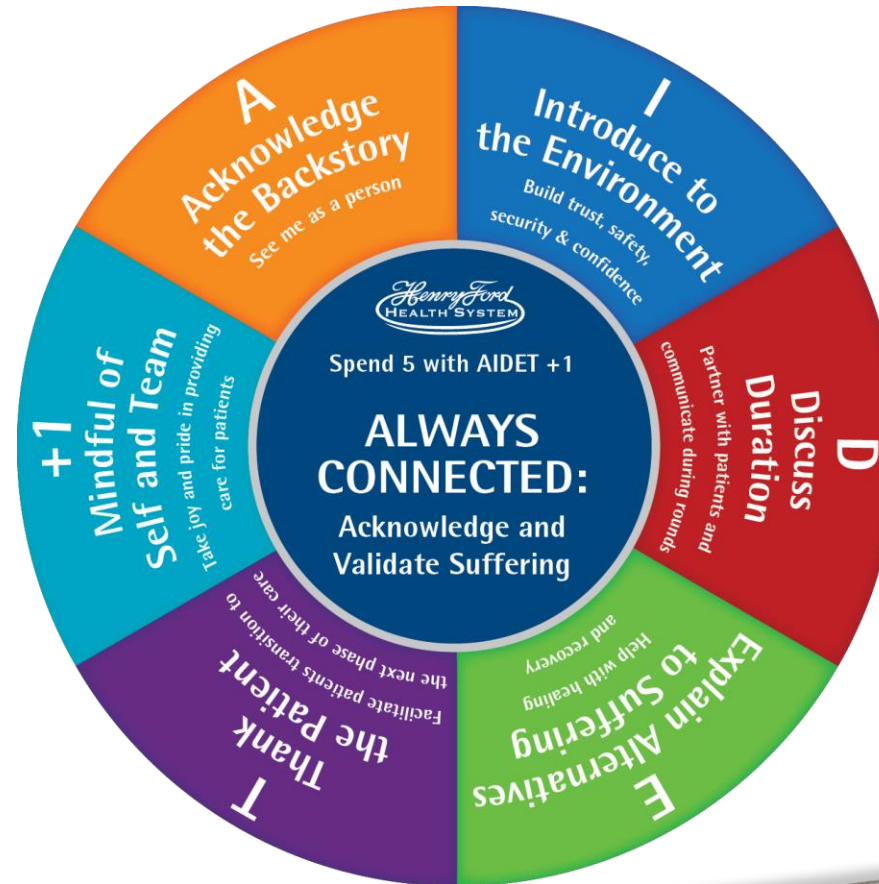 A
Acknowledge
the Backstory
See me as a person
I
Introduce to
the Environment
Build trust, safety,
security & confidence
D
Discuss
Duration
Partner with patients and
communicate during rounds
E
Explain Alternatives
to Suffering
Help with healing
and recovery
T
Thank
the Patient
Facilitate patients transition to
the next phase of their care
+1
Mindful of
Self and Team
Take joy and pride in providing
care for patients
Henry Ford
HEALTH SYSTEM
Spend 5 with AIDET +1
ALWAYS
CONNECTED:
Acknowledge and
Validate Suffering